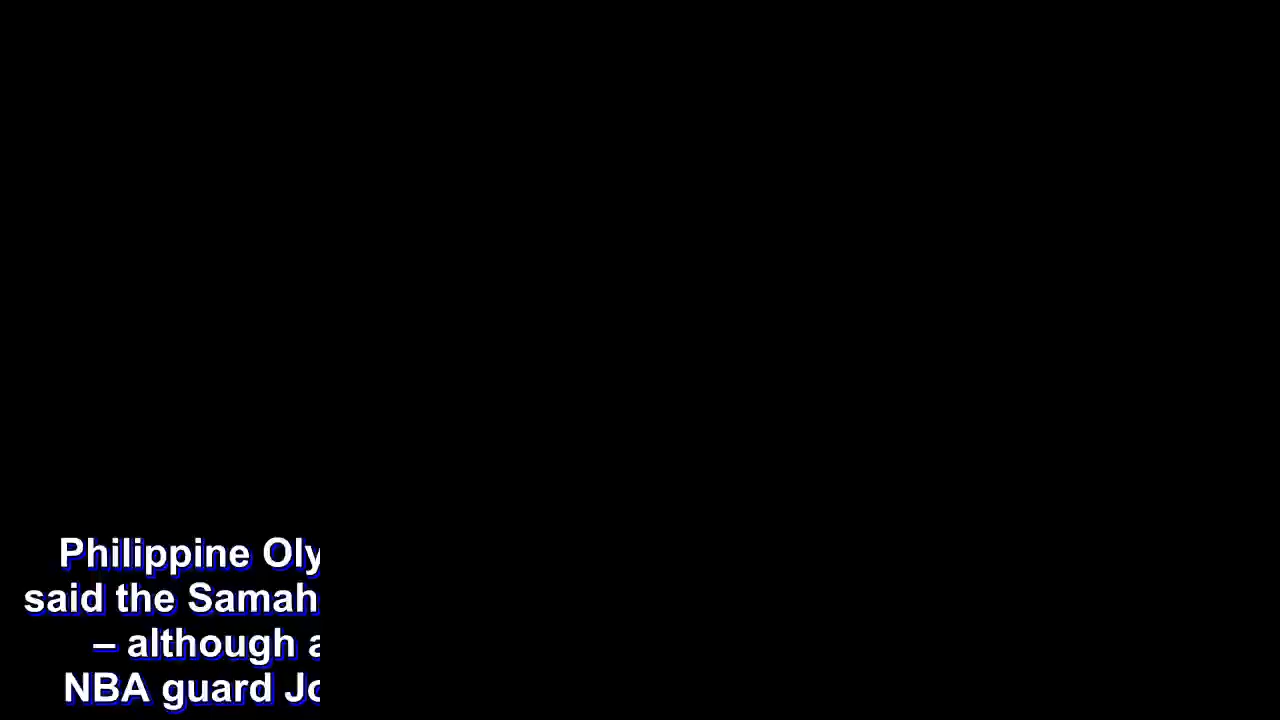 Philippine Oly
said the Samah
– although a
NBA guard Jo